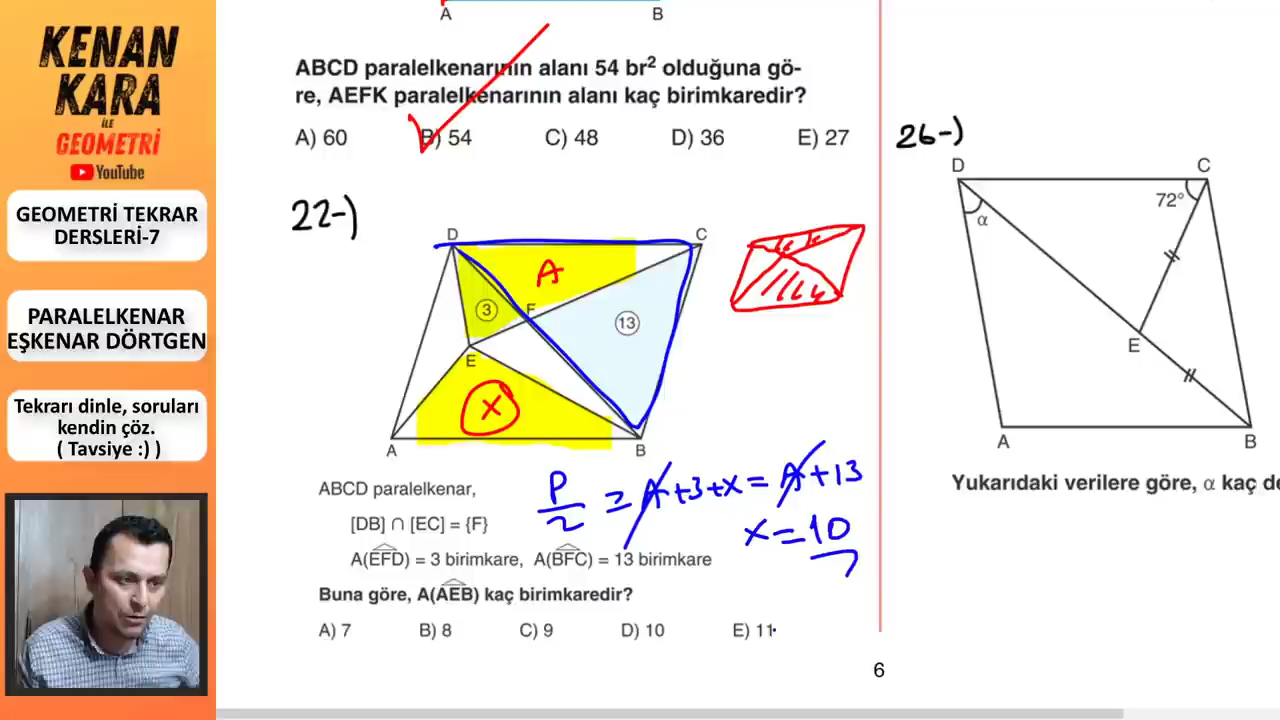 KENAN
KARA
İLE
GEOMETRİ
YouTube
GEOMETRİ TEKRAR
DERSLERİ-7
PARALELKENAR
EŞKENAR DÖRTGEN
Tekrarı dinle, soruları
kendin çöz.
( Tavsiye :) )
A B
ABCD paralelkenarının alanı 54 br² olduğuna gö-
re, AEFK paralelkenarının alanı kaç birimkaredir?
A) 60 B) 54 C) 48 D) 36 E) 27
22-)
D C
A
3 F
13
E
X
A B
P/2 = A+3+x = A+13
x = 10
ABCD paralelkenar,
[DB] ∩ [EC] = {F}
A(EFD) = 3 birimkare, A(BFC) = 13 birimkare
Buna göre, A(AEB) kaç birimkaredir?
A) 7 B) 8 C) 9 D) 10 E) 11
6
26-)
D C
72°
α
E
A B
Yukarıdaki verilere göre, α kaç de